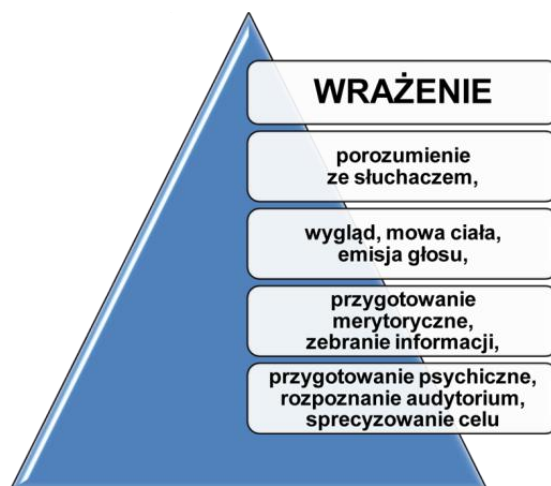 WRAŻENIE
porozumienie
ze słuchaczem,
wygląd, mowa ciała,
emisja głosu,
przygotowanie
merytoryczne,
zebranie informacji,
przygotowanie psychiczne,
rozpoznanie audytorium,
sprecyzowanie celu